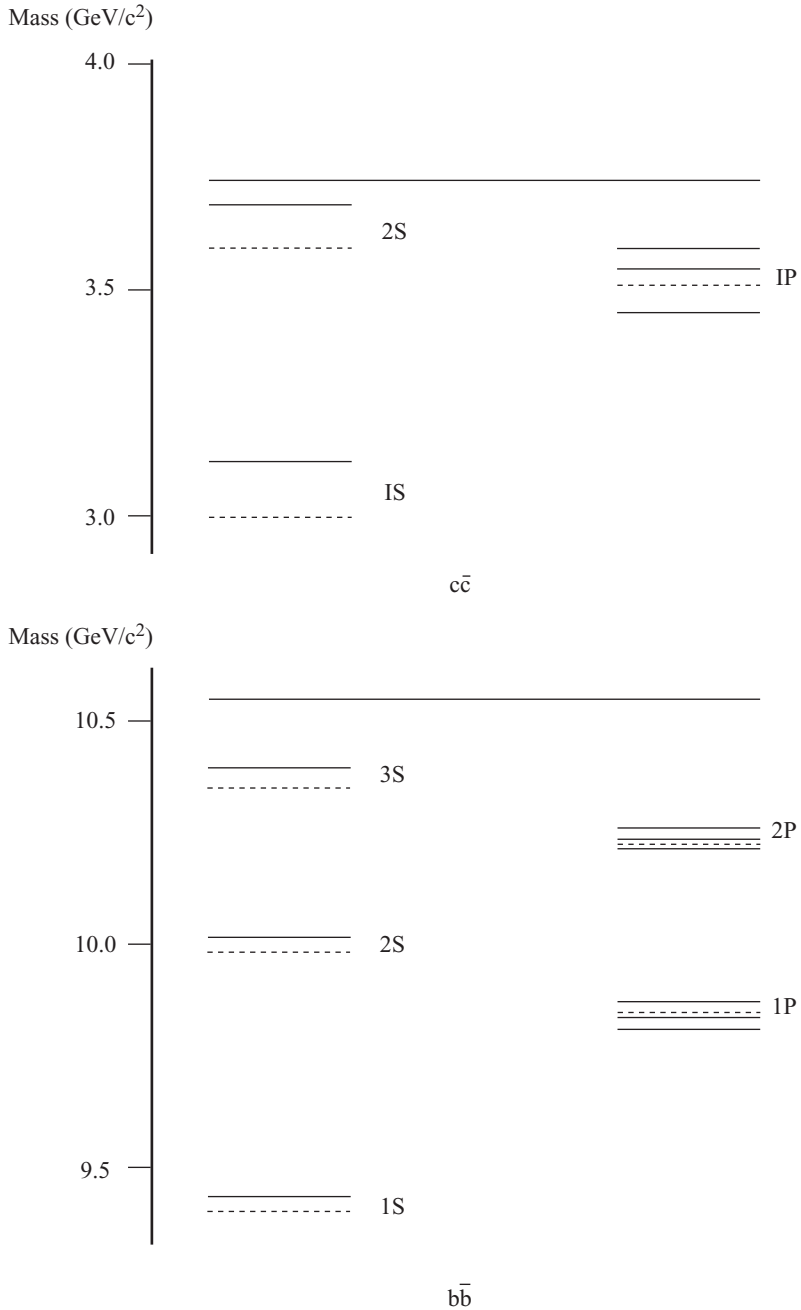 Mass (GeV/c²)
4.0
2S
3.5
IP
IS
3.0
cc̄
Mass (GeV/c²)
10.5
3S
2P
10.0
2S
1P
9.5
1S
bb̄